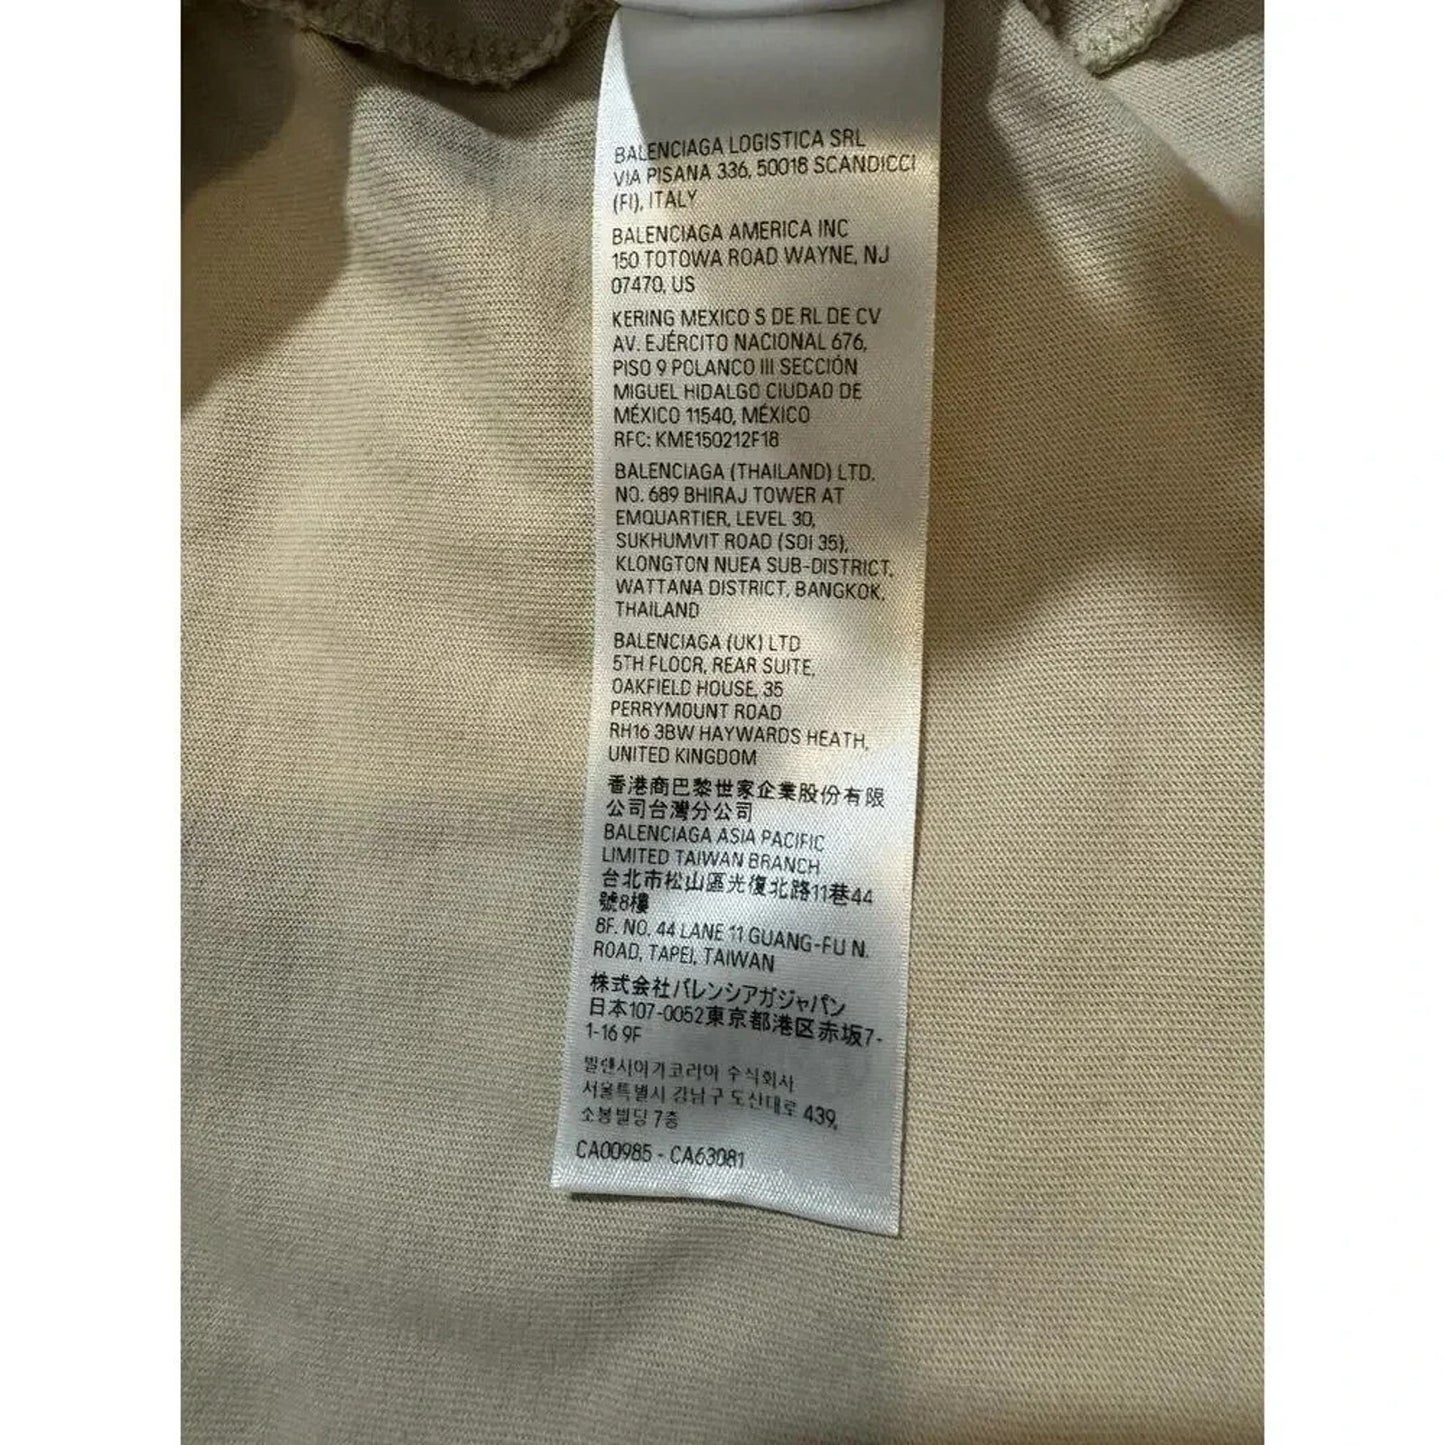 BALENCIAGA LOGISTICA SRL
VIA PISANA 336, 50018 SCANDICCI
(FI), ITALY
BALENCIAGA AMERICA INC
150 TOTOWA ROAD WAYNE, NJ
07470, US
KERING MEXICO S DE RL DE CV
AV. EJÉRCITO NACIONAL 676,
PISO 9 POLANCO III SECCIÓN
MIGUEL HIDALGO CIUDAD DE
MÉXICO 11540, MÉXICO
RFC: KME150212F18
BALENCIAGA (THAILAND) LTD.
NO. 689 BHIRAJ TOWER AT
EMQUARTIER, LEVEL 30,
SUKHUMVIT ROAD (SOI 35),
KLONGTON NUEA SUB-DISTRICT,
WATTANA DISTRICT, BANGKOK,
THAILAND
BALENCIAGA (UK) LTD
5TH FLOOR, REAR SUITE,
OAKFIELD HOUSE, 35
PERRYMOUNT ROAD
RH16 3BW HAYWARDS HEATH,
UNITED KINGDOM
香港商巴黎世家企業股份有限
公司台灣分公司
BALENCIAGA ASIA PACIFIC
LIMITED TAIWAN BRANCH
台北市松山區光復北路11巷44
號8樓
8F. NO. 44 LANE 11 GUANG-FU N.
ROAD, TAPEI, TAIWAN
株式会社バレンシアガジャパン
日本107-0052東京都港区赤坂7-
1-16 9F
발렌시아가코리아 주식회사
서울특별시 강남구 도산대로 439,
소봉빌딩 7층
CA00985 - CA63081